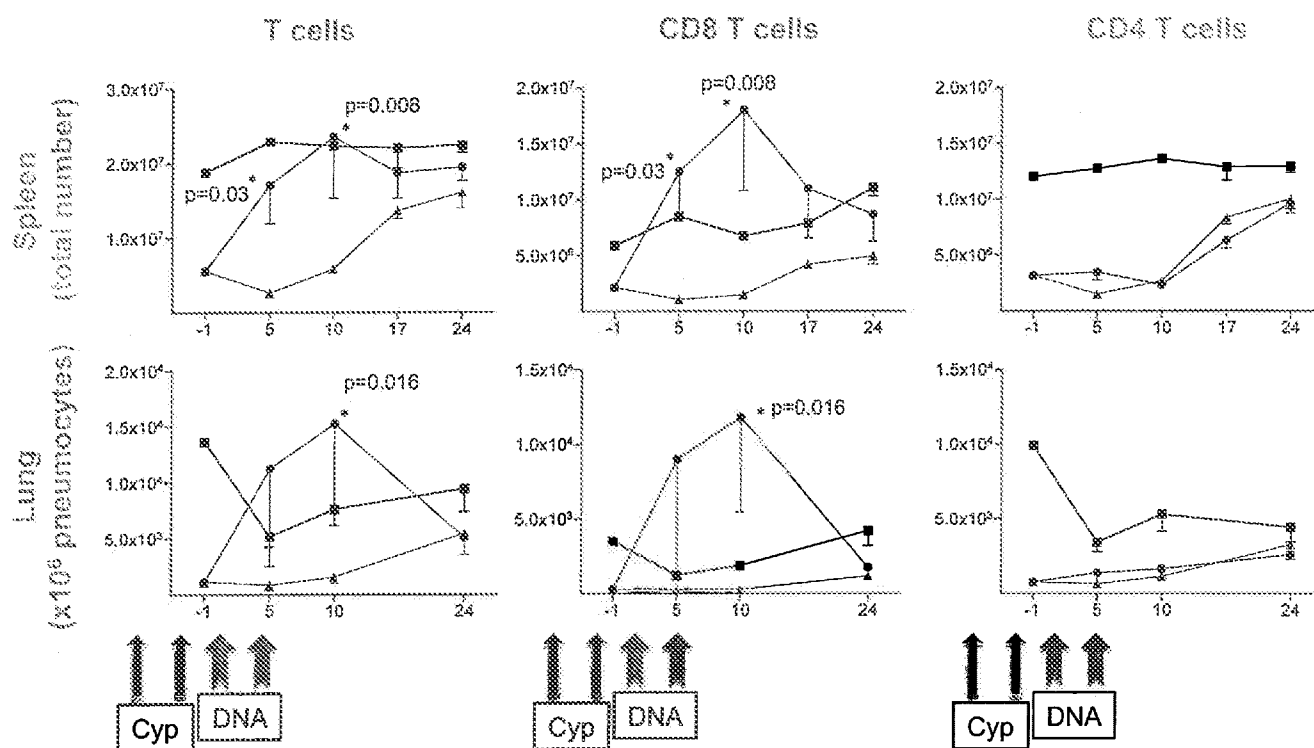 T cells
CD8 T cells
CD4 T cells
Spleen
(total number)
3.0x10⁷
2.0x10⁷
1.0x10⁷
p=0.03 *
* p=0.008
-1 5 10 17 24
2.0x10⁷
1.5x10⁷
1.0x10⁷
5.0x10⁶
p=0.03 *
p=0.008
*
-1 5 10 17 24
2.0x10⁷
1.5x10⁷
1.0x10⁷
5.0x10⁶
-1 5 10 17 24
Lung
(x10⁶ pneumocytes)
2.0x10⁴
1.5x10⁴
1.0x10⁴
5.0x10³
p=0.016
*
-1 5 10 24
1.5x10⁴
1.0x10⁴
5.0x10³
* p=0.016
-1 5 10 24
1.5x10⁴
1.0x10⁴
5.0x10³
-1 5 10 24
Cyp DNA
Cyp DNA
Cyp DNA